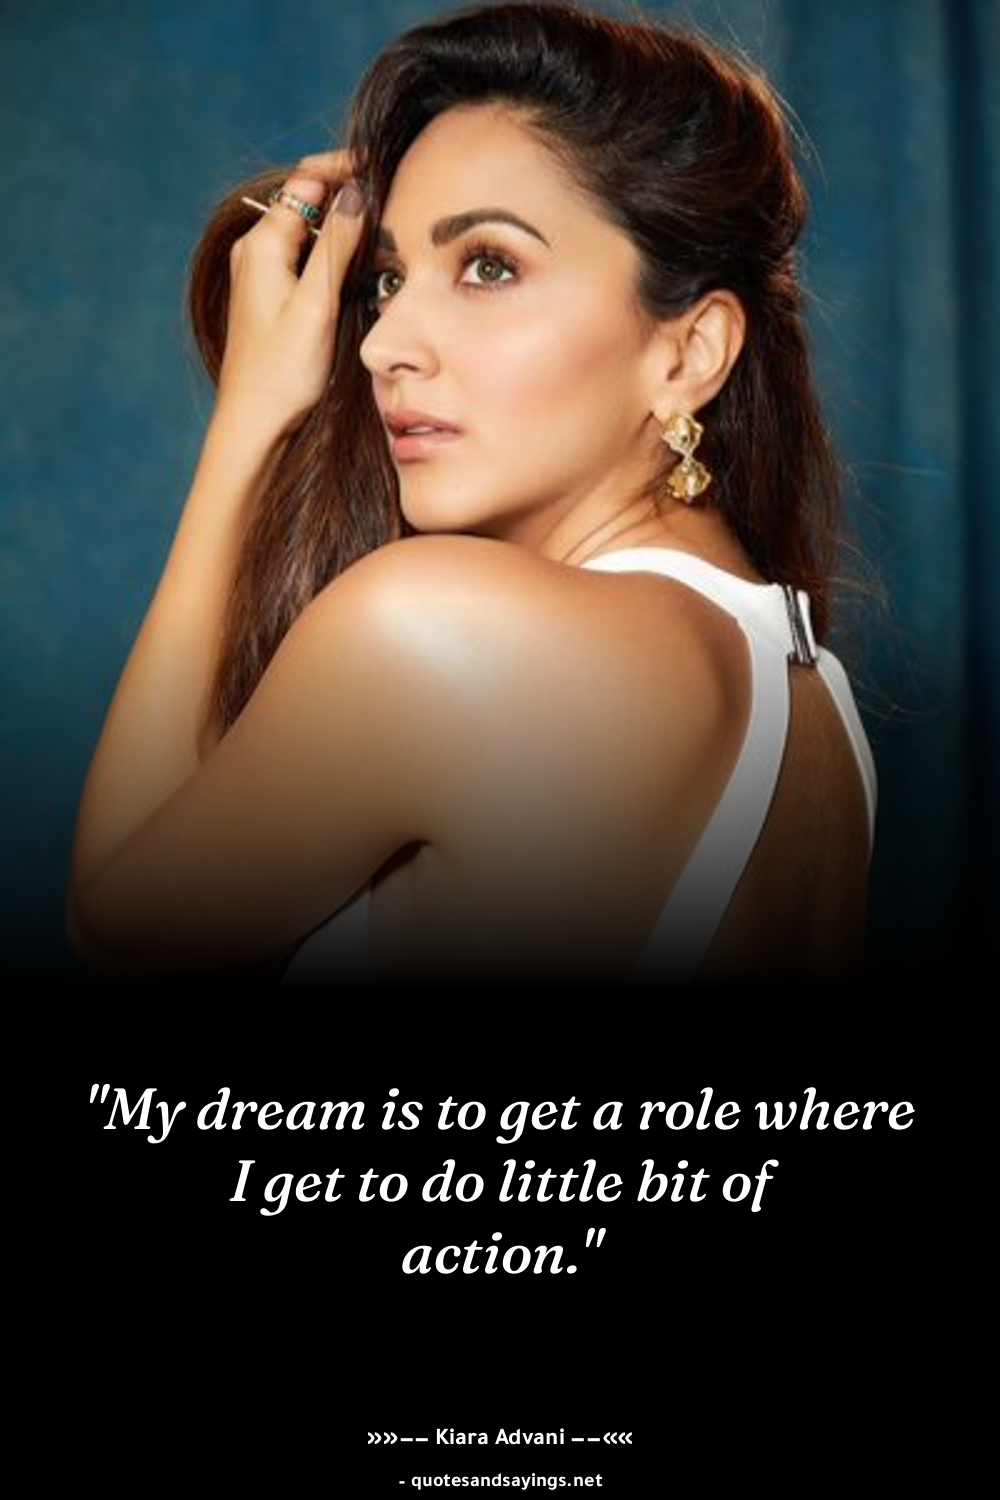 "My dream is to get a role where
I get to do little bit of
action."
»»–– Kiara Advani ––««
- quotesandsayings.net